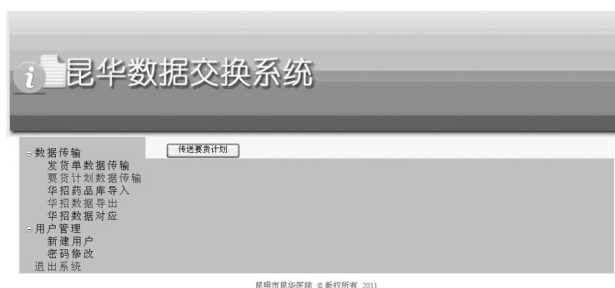 昆华数据交换系统
传送要货计划
数据传输
发货单数据传输
要货计划数据传输
华招药品库导入
华招数据导出
华招数据对应
用户管理
新建用户
密码修改
退出系统
昆明市昆华医院 © 版权所有 2011